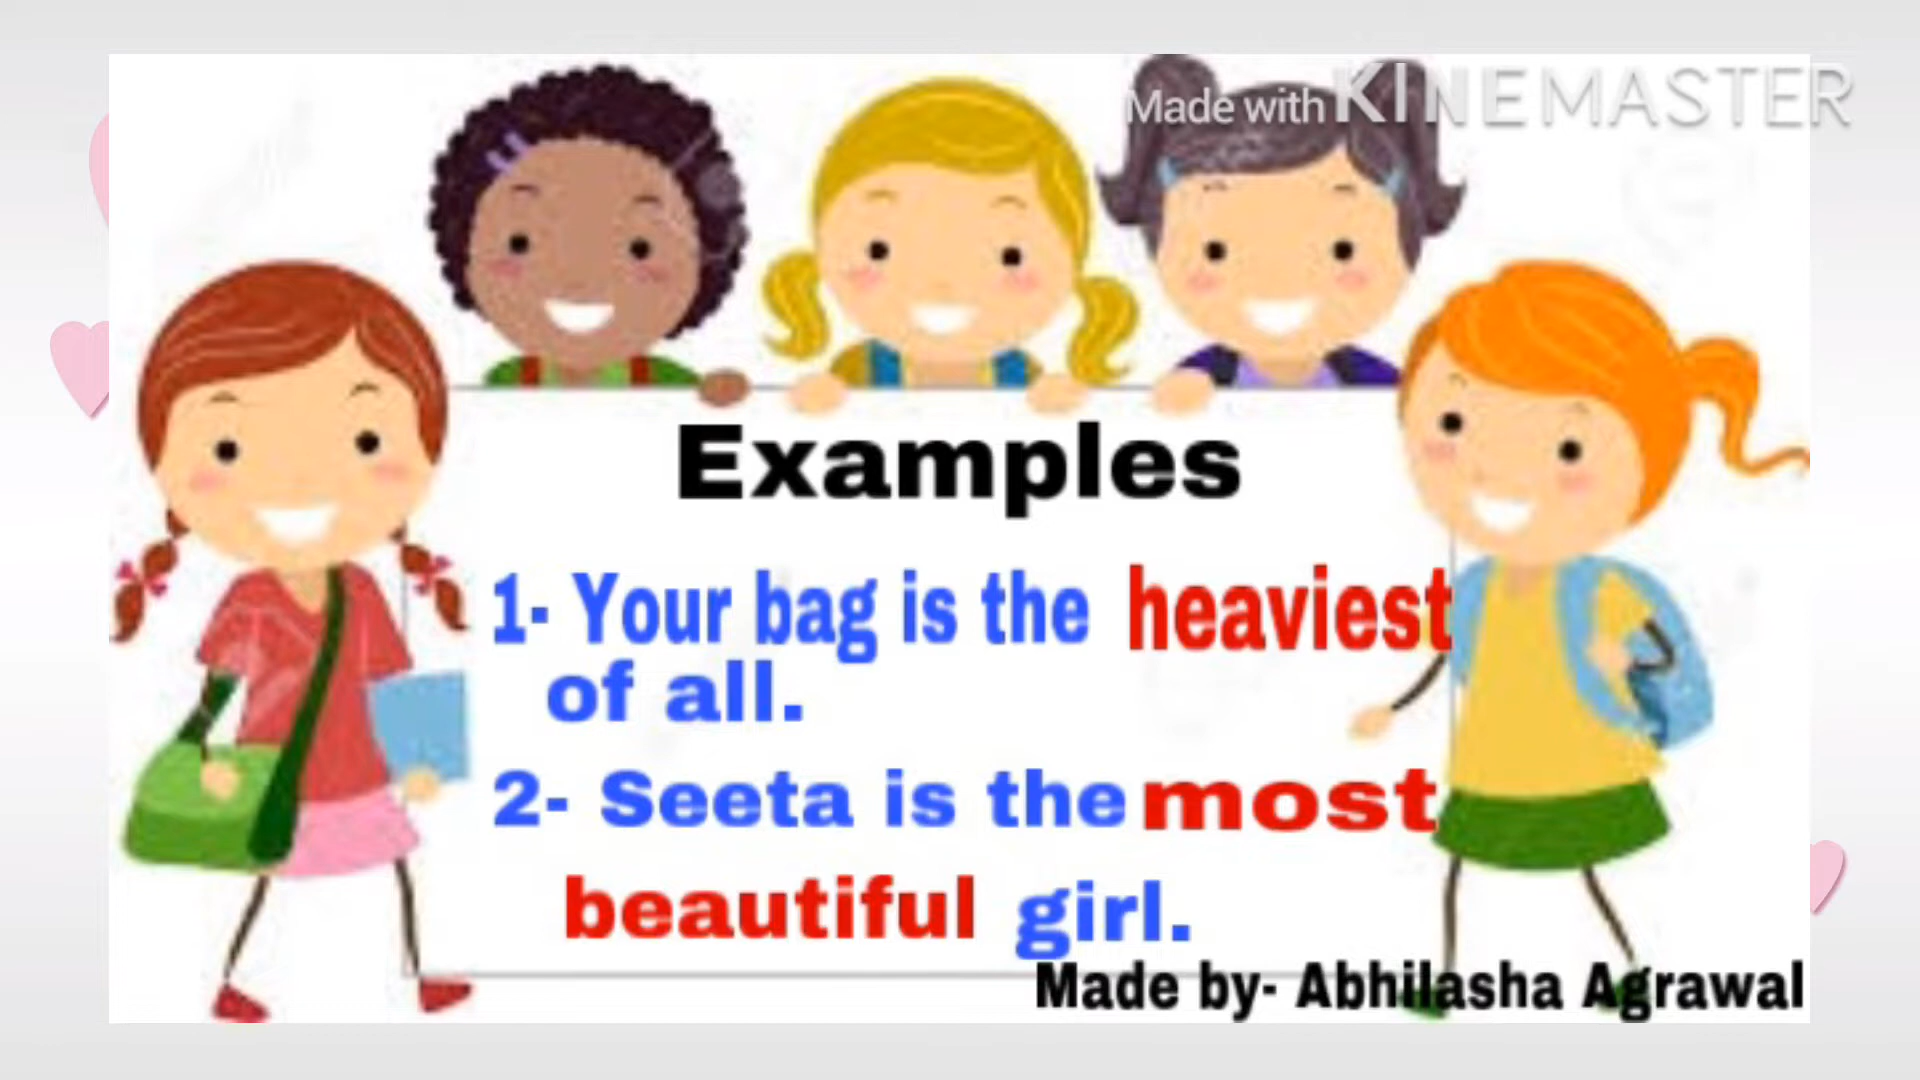 Made with KINEMASTER
Examples
1- Your bag is the heaviest
of all.
2- Seeta is the most
beautiful girl.
Made by- Abhilasha Agrawal